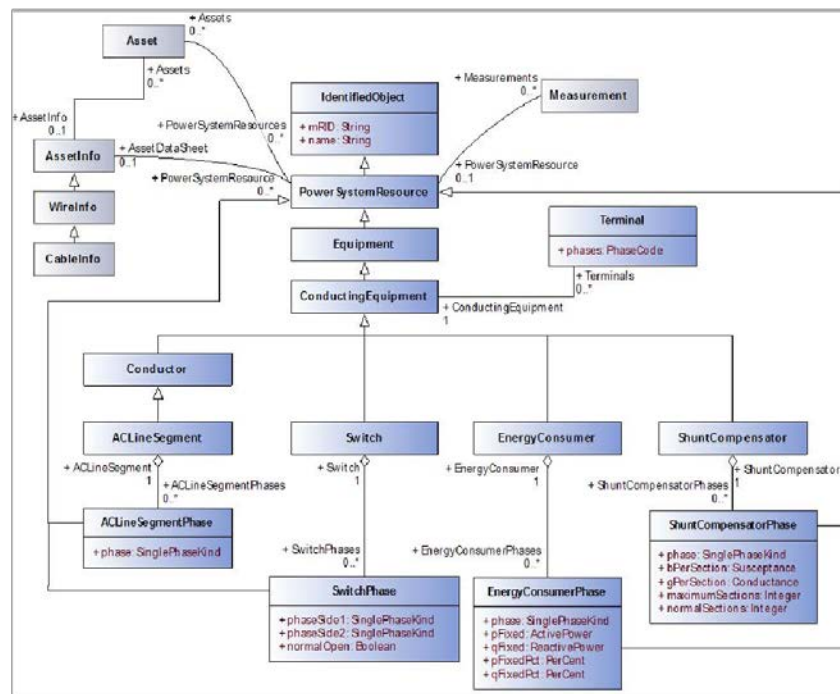 + Assets
0..*
Asset
+ Assets
0..*
+ AssetInfo
0..1
AssetInfo
+ AssetDataSheet
0..1
WireInfo
CableInfo
+ PowerSystemResources
0..*
+ PowerSystemResource
0..*
IdentifiedObject
+ mRID: String
+ name: String
+ Measurements
0..*
Measurement
+ PowerSystemResource
0..1
PowerSystemResource
Equipment
ConductingEquipment
+ ConductingEquipment
1
Terminal
+ phases: PhaseCode
+ Terminals
0..*
Conductor
ACLineSegment
Switch
EnergyConsumer
ShuntCompensator
+ ACLineSegment
1
+ ACLineSegmentPhases
0..*
+ Switch
1
+ EnergyConsumer
1
+ ShuntCompensator
1
+ ShuntCompensatorPhases
0..*
ACLineSegmentPhase
+ phase: SinglePhaseKind
+ SwitchPhases
0..*
+ EnergyConsumerPhases
0..*
ShuntCompensatorPhase
+ phase: SinglePhaseKind
+ bPerSection: Susceptance
+ gPerSection: Conductance
+ maximumSections: Integer
+ normalSections: Integer
SwitchPhase
+ phaseSide1: SinglePhaseKind
+ phaseSide2: SinglePhaseKind
+ normalOpen: Boolean
EnergyConsumerPhase
+ phase: SinglePhaseKind
+ pFixed: ActivePower
+ qFixed: ReactivePower
+ pFixedPct: PerCent
+ qFixedPct: PerCent